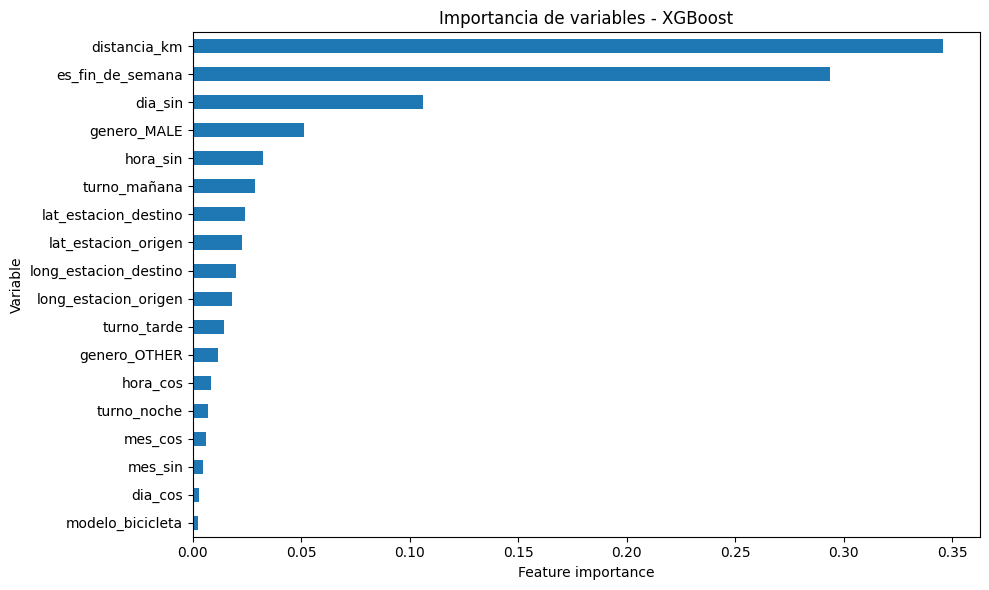 Importancia de variables - XGBoost
distancia_km
es_fin_de_semana
dia_sin
genero_MALE
hora_sin
turno_mañana
lat_estacion_destino
lat_estacion_origen
long_estacion_destino
long_estacion_origen
turno_tarde
genero_OTHER
hora_cos
turno_noche
mes_cos
mes_sin
dia_cos
modelo_bicicleta
Variable
0.00 0.05 0.10 0.15 0.20 0.25 0.30 0.35
Feature importance